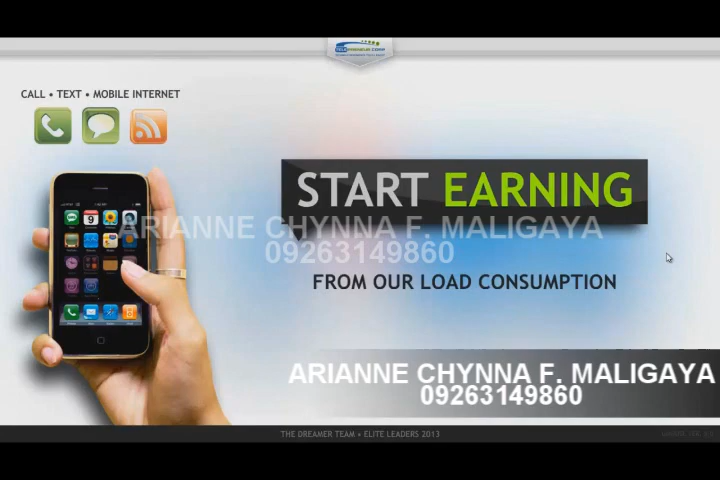 CALL • TEXT • MOBILE INTERNET
START EARNING
ARIANNE CHYNNA F. MALIGAYA
09263149860
FROM OUR LOAD CONSUMPTION
ARIANNE CHYNNA F. MALIGAYA
09263149860
THE DREAMER TEAM • ELITE LEADERS 2013